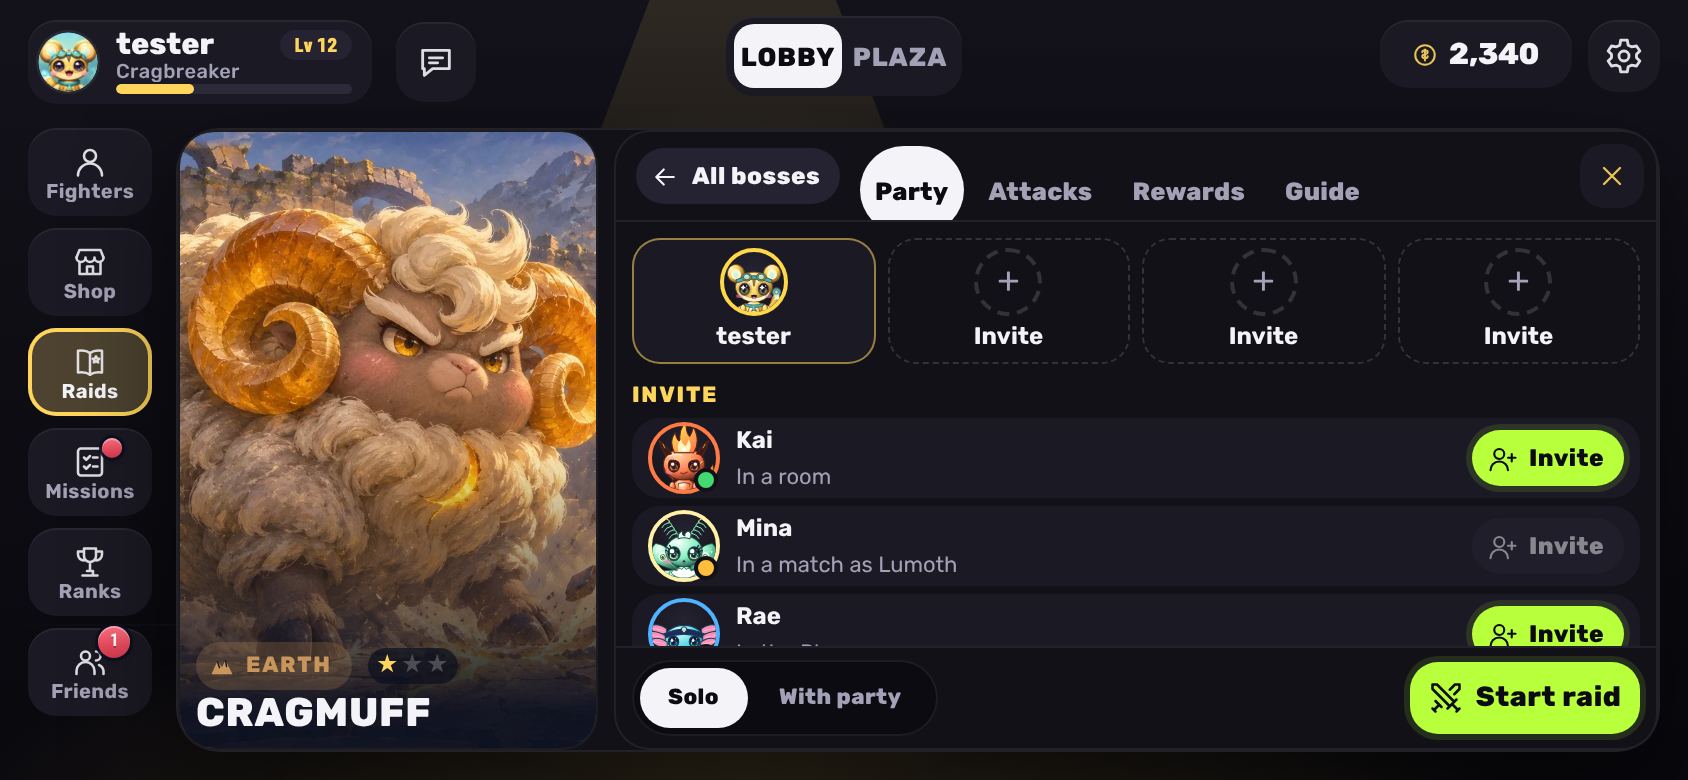 tester
Lv 12
Cragbreaker
LOBBY PLAZA
2,340
Fighters
Shop
Raids
Missions
Ranks
1
Friends
EARTH
CRAGMUFF
All bosses
Party
Attacks
Rewards
Guide
tester
Invite
Invite
Invite
INVITE
Kai
In a room
Invite
Mina
In a match as Lumoth
Invite
Rae
Invite
Solo
With party
Start raid